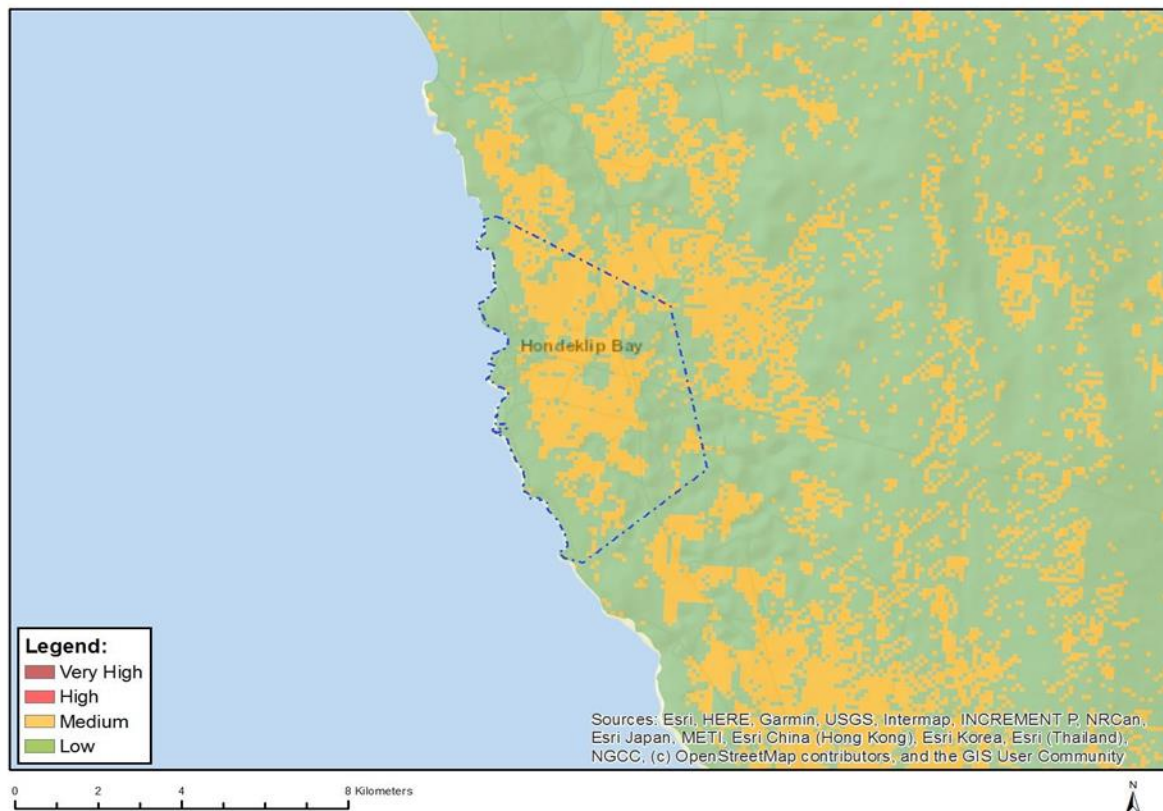 Hondeklip Bay
Legend:
Very High
High
Medium
Low
Sources: Esri, HERE, Garmin, USGS, Intermap, INCREMENT P, NRCan,
Esri Japan, METI, Esri China (Hong Kong), Esri Korea, Esri (Thailand),
NGCC, (c) OpenStreetMap contributors, and the GIS User Community
0 2 4 8 Kilometers
N